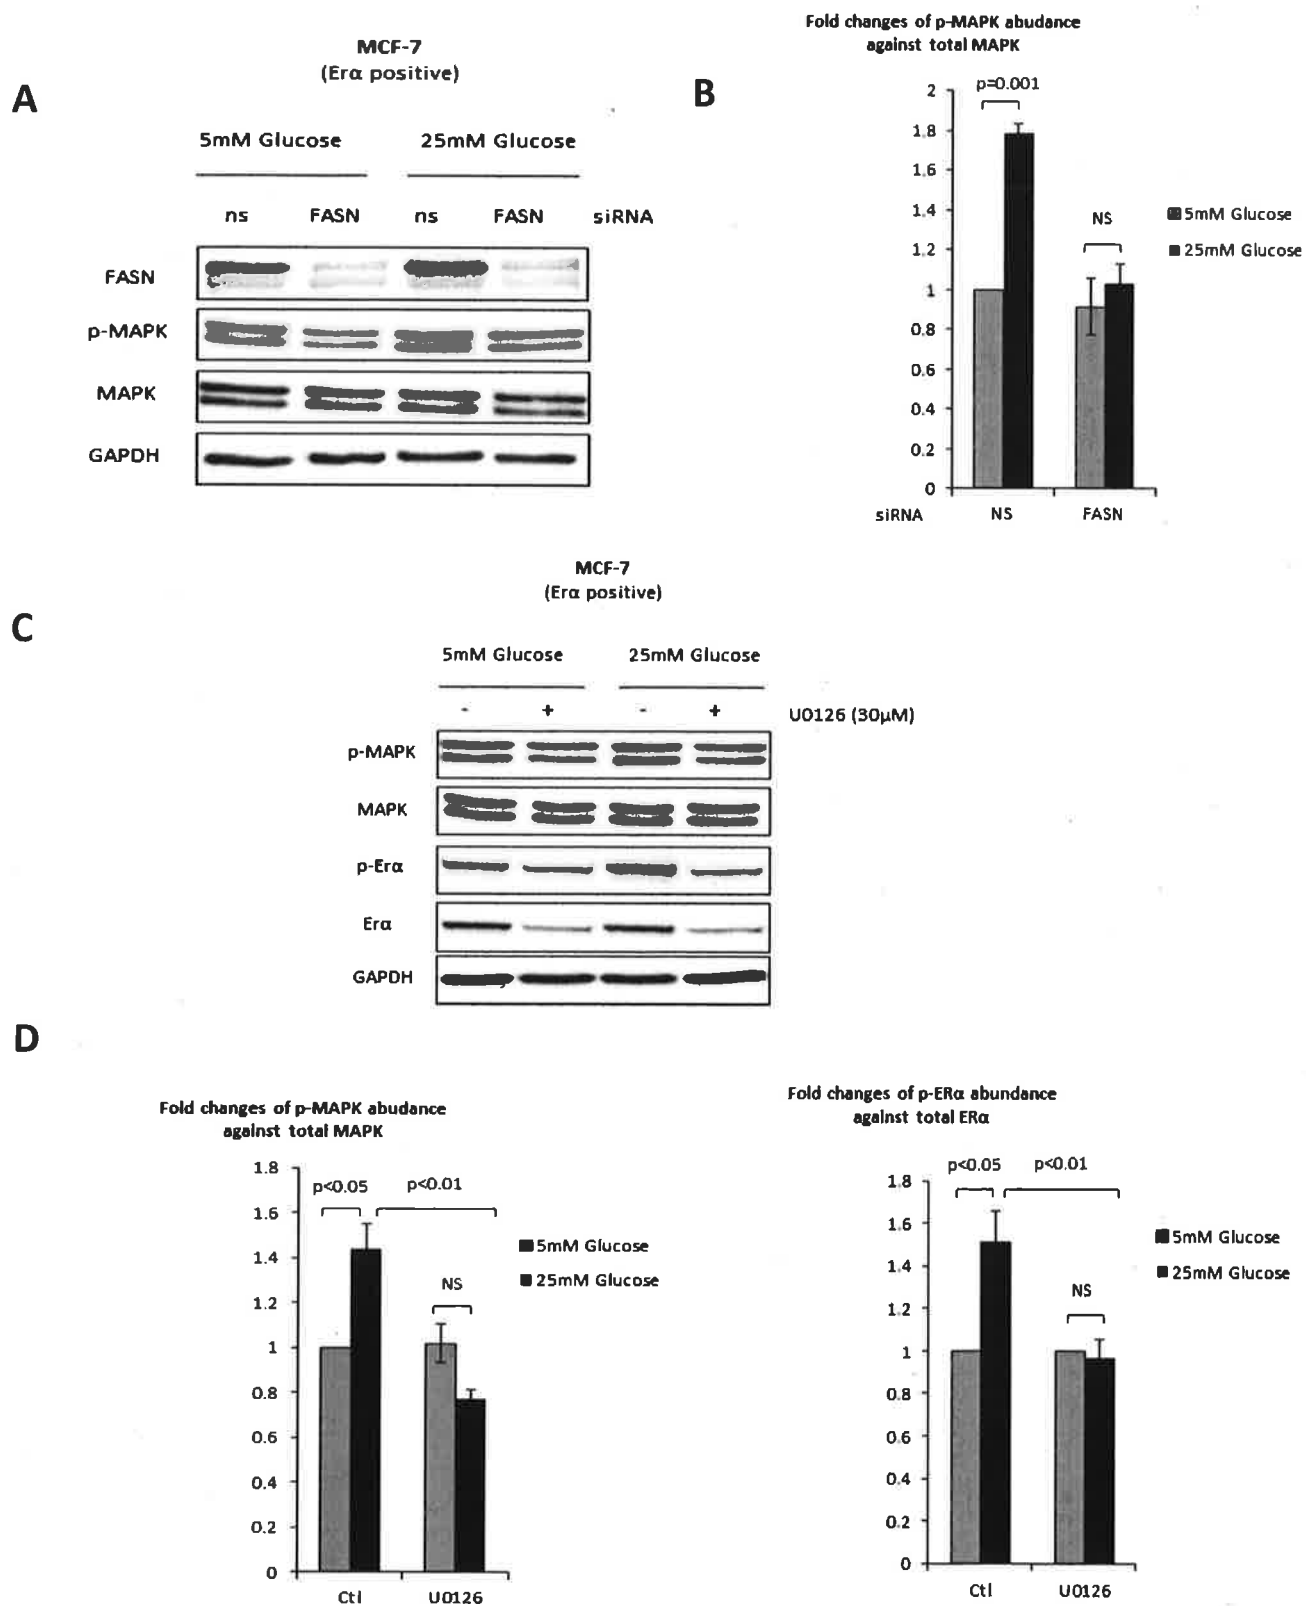 A
MCF-7
(Erα positive)
5mM Glucose 25mM Glucose
ns FASN ns FASN siRNA
FASN
p-MAPK
MAPK
GAPDH
B
Fold changes of p-MAPK abudance
against total MAPK
p=0.001
2
1.8
1.6
1.4
1.2
1
0.8
0.6
0.4
0.2
0
NS
5mM Glucose
25mM Glucose
siRNA NS FASN
C
MCF-7
(Erα positive)
5mM Glucose 25mM Glucose
- + - + U0126 (30µM)
p-MAPK
MAPK
p-Erα
Erα
GAPDH
D
Fold changes of p-MAPK abudance
against total MAPK
1.8
1.6
1.4
1.2
1
0.8
0.6
0.4
0.2
0
p<0.05 p<0.01
NS
5mM Glucose
25mM Glucose
Ctl U0126
Fold changes of p-ERα abundance
against total ERα
p<0.05 p<0.01
1.8
1.6
1.4
1.2
1
0.8
0.6
0.4
0.2
0
NS
5mM Glucose
25mM Glucose
Ctl U0126